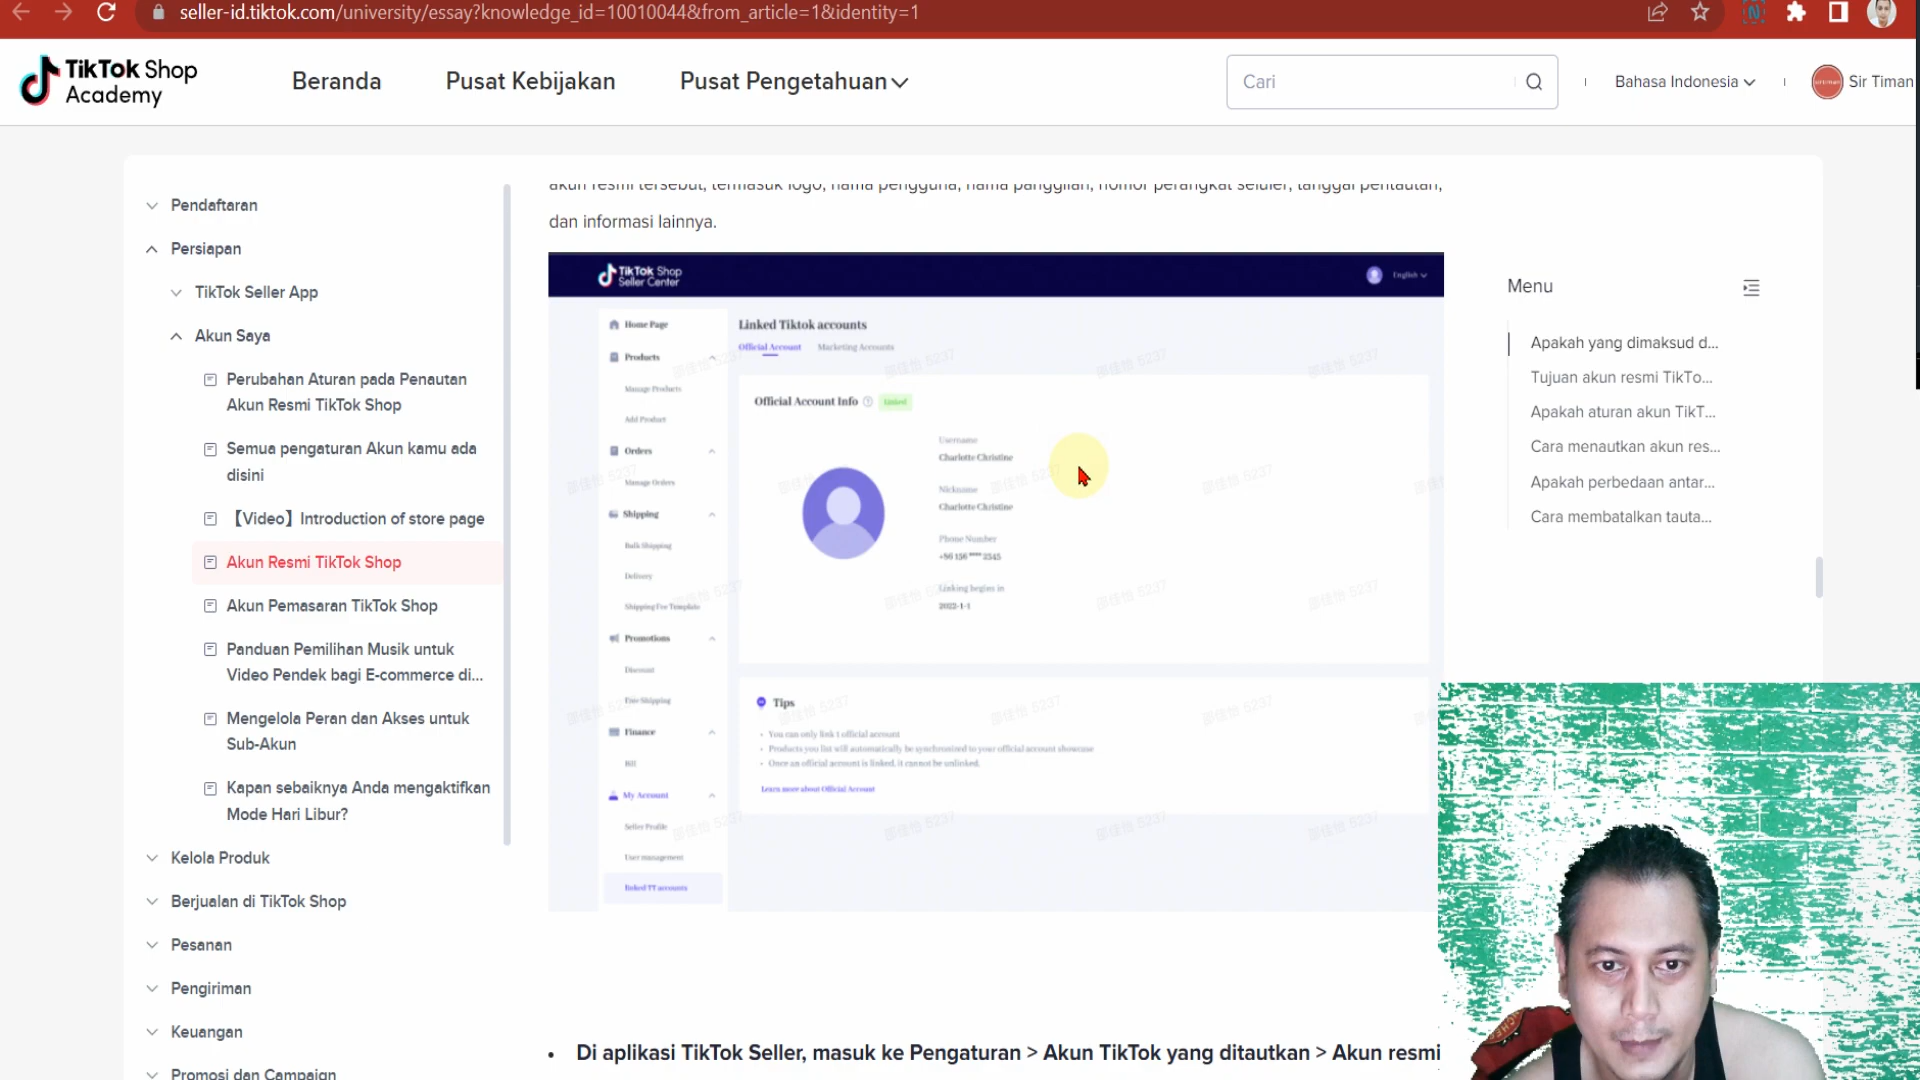 seller-id.tiktok.com/university/essay?knowledge_id=10010044&from_article=1&identity=1
TikTok Shop
Academy
Beranda
Pusat Kebijakan
Pusat Pengetahuan
Cari
Bahasa Indonesia
Sir Timan
Pendaftaran
Persiapan
TikTok Seller App
Akun Saya
Perubahan Aturan pada Penautan
Akun Resmi TikTok Shop
Semua pengaturan Akun kamu ada
disini
【Video】Introduction of store page
Akun Resmi TikTok Shop
Akun Pemasaran TikTok Shop
Panduan Pemilihan Musik untuk
Video Pendek bagi E-commerce di...
Mengelola Peran dan Akses untuk
Sub-Akun
Kapan sebaiknya Anda mengaktifkan
Mode Hari Libur?
Kelola Produk
Berjualan di TikTok Shop
Pesanan
Pengiriman
Keuangan
Promosi dan Campaign
akun resmi tersebut, termasuk logo, nama pengguna, nama panggilan, nomor perangkat seluler, tanggal pentautan,
dan informasi lainnya.
TikTok Shop
Seller Center
English
Home Page
Products
Manage Products
Add Product
Orders
Manage Orders
Shipping
Bulk Shipping
Delivery
Shipping Fee Template
Promotions
Discount
Free Shipping
Finance
Bill
My Account
Seller Profile
User management
linked TT accounts
Linked Tiktok accounts
Official Account
Marketing Accounts
Official Account Info
Linked
Username
Charlotte Christine
Nickname
Charlotte Christine
Phone Number
+86 156 **** 2545
Linking begins in
2022-1-1
Tips
You can only link 1 official account
Products you list will automatically be synchronized to your official account showcase
Once an official account is linked, it cannot be unlinked.
Learn more about Official Account
• Di aplikasi TikTok Seller, masuk ke Pengaturan > Akun TikTok yang ditautkan > Akun resmi
Menu
Apakah yang dimaksud d...
Tujuan akun resmi TikTo...
Apakah aturan akun TikT...
Cara menautkan akun res...
Apakah perbedaan antar...
Cara membatalkan tauta...